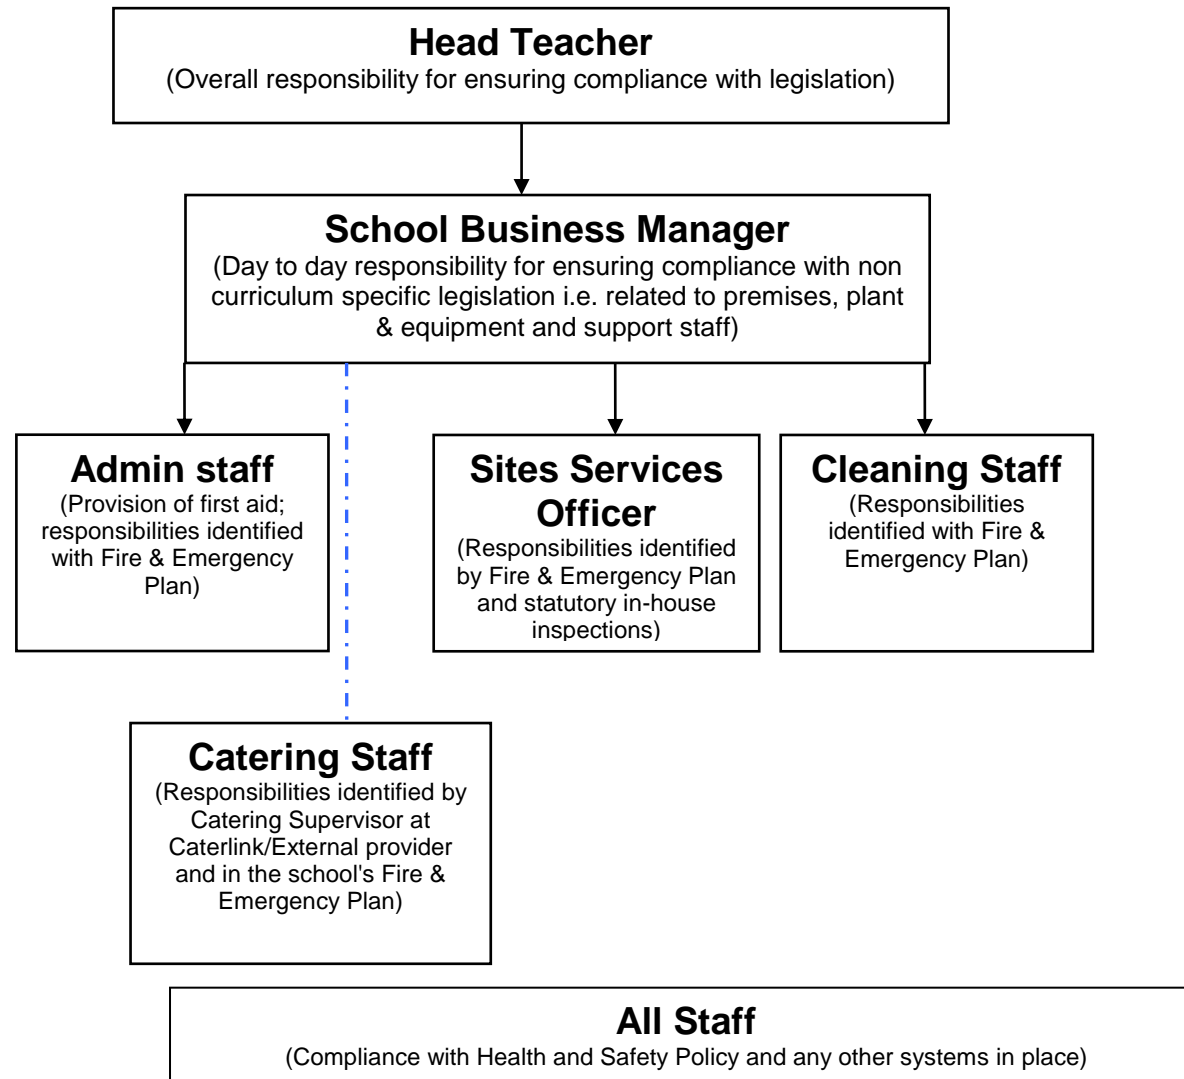 Head Teacher
(Overall responsibility for ensuring compliance with legislation)
School Business Manager
(Day to day responsibility for ensuring compliance with non
curriculum specific legislation i.e. related to premises, plant
& equipment and support staff)
Admin staff
(Provision of first aid;
responsibilities identified
with Fire & Emergency
Plan)
Sites Services
Officer
(Responsibilities identified
by Fire & Emergency Plan
and statutory in-house
inspections)
Cleaning Staff
(Responsibilities
identified with Fire &
Emergency Plan)
Catering Staff
(Responsibilities identified by
Catering Supervisor at
Caterlink/External provider
and in the school's Fire &
Emergency Plan)
All Staff
(Compliance with Health and Safety Policy and any other systems in place)